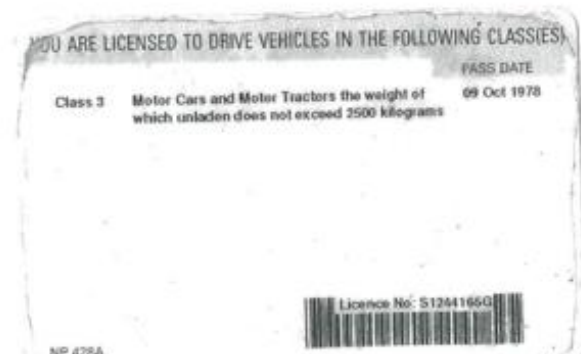 YOU ARE LICENSED TO DRIVE VEHICLES IN THE FOLLOWING CLASS(ES)
PASS DATE
Class 3 Motor Cars and Motor Tractors the weight of which unladen does not exceed 2500 kilograms 09 Oct 1978
Licence No: S1244165G
NP 428A